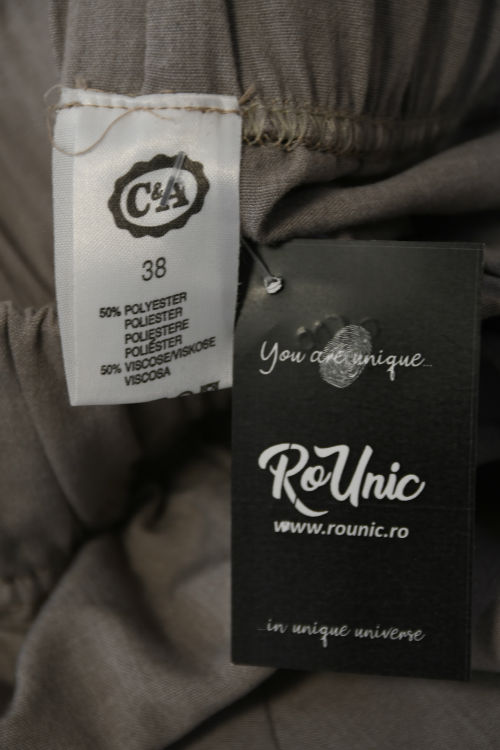 C&A
38
50% POLYESTER
POLIESTER
POLIESTERE
POLIÉSTER
50% VISCOSE/VISKOSE
VISCOSA
You are unique...
RoUnic
www.rounic.ro
...in unique universe